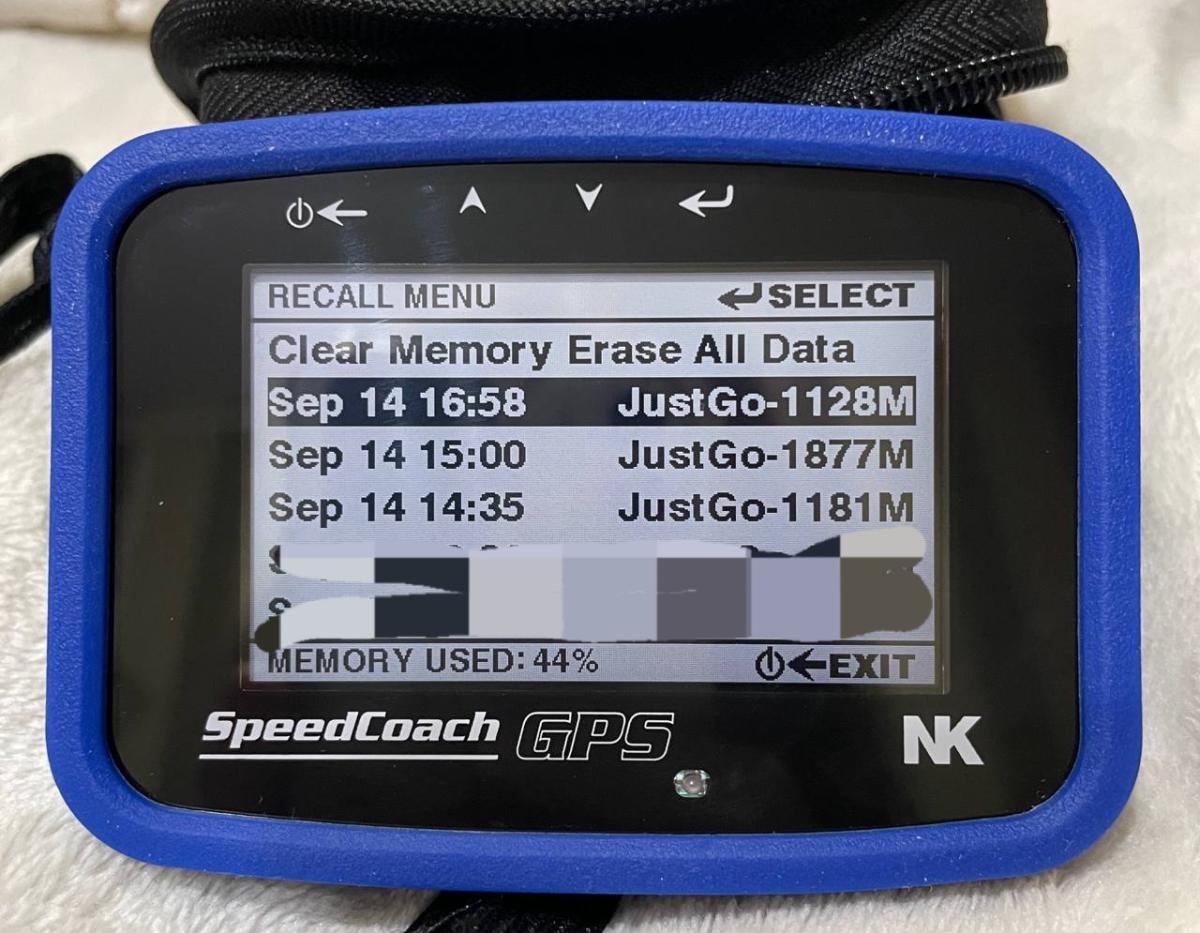 RECALL MENU SELECT
Clear Memory Erase All Data
Sep 14 16:58 JustGo-1128M
Sep 14 15:00 JustGo-1877M
Sep 14 14:35 JustGo-1181M
MEMORY USED: 44% EXIT
SpeedCoach GPS NK